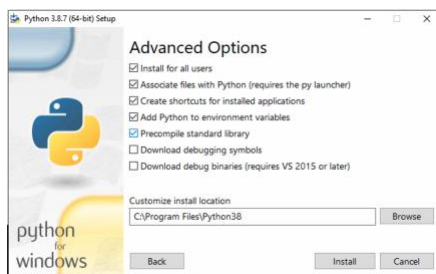 Python 3.8.7 (64-bit) Setup
Advanced Options
Install for all users
Associate files with Python (requires the py launcher)
Create shortcuts for installed applications
Add Python to environment variables
Precompile standard library
Download debugging symbols
Download debug binaries (requires VS 2015 or later)
Customize install location
C:\Program Files\Python38
Browse
python
for
windows
Back
Install
Cancel